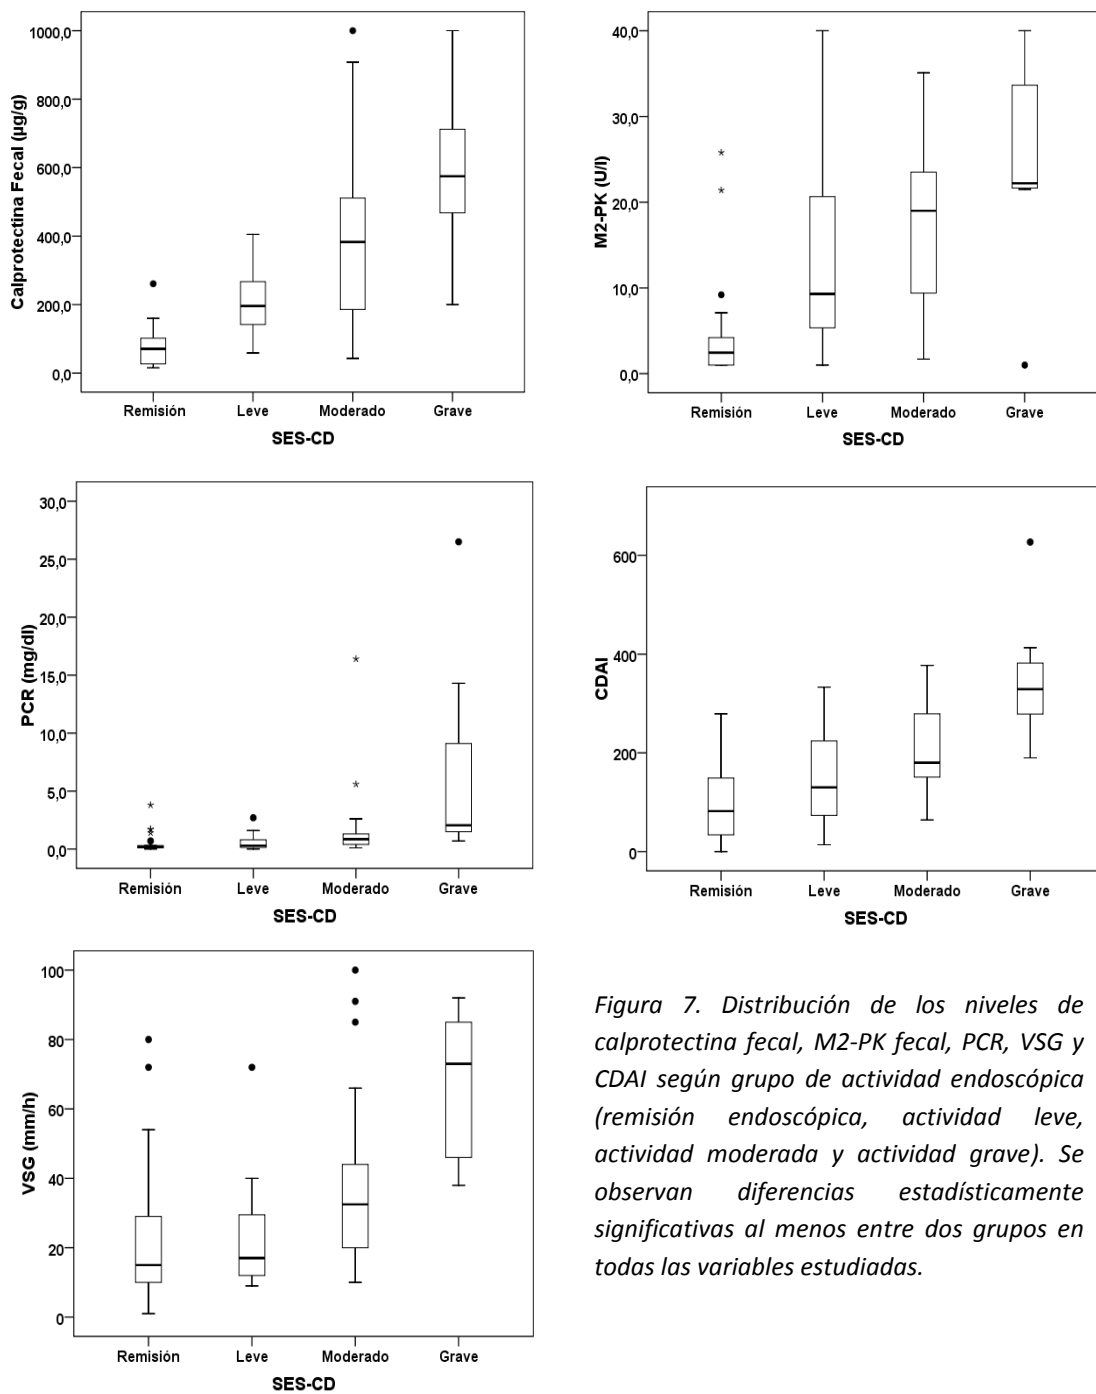 1000,0
800,0
600,0
400,0
200,0
0,0
Calprotectina Fecal (µg/g)
Remisión Leve Moderado Grave
SES-CD
40,0
30,0
20,0
10,0
0,0
M2-PK (U/l)
Remisión Leve Moderado Grave
SES-CD
30,0
25,0
20,0
15,0
10,0
5,0
0,0
PCR (mg/dl)
Remisión Leve Moderado Grave
SES-CD
600
400
200
0
CDAI
Remisión Leve Moderado Grave
SES-CD
100
80
60
40
20
0
VSG (mm/h)
Remisión Leve Moderado Grave
SES-CD
Figura 7. Distribución de los niveles de
calprotectina fecal, M2-PK fecal, PCR, VSG y
CDAI según grupo de actividad endoscópica
(remisión endoscópica, actividad leve,
actividad moderada y actividad grave). Se
observan diferencias estadísticamente
significativas al menos entre dos grupos en
todas las variables estudiadas.